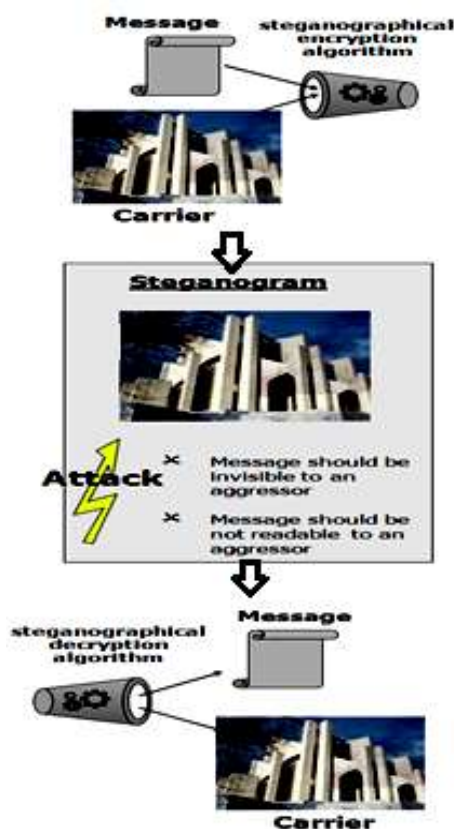 Message
steganographical
encryption
algorithm
Carrier
Steganogram
Attack
× Message should be
invisible to an
aggressor
× Message should be
not readable to an
aggressor
Message
steganographical
decryption
algorithm
Carrier